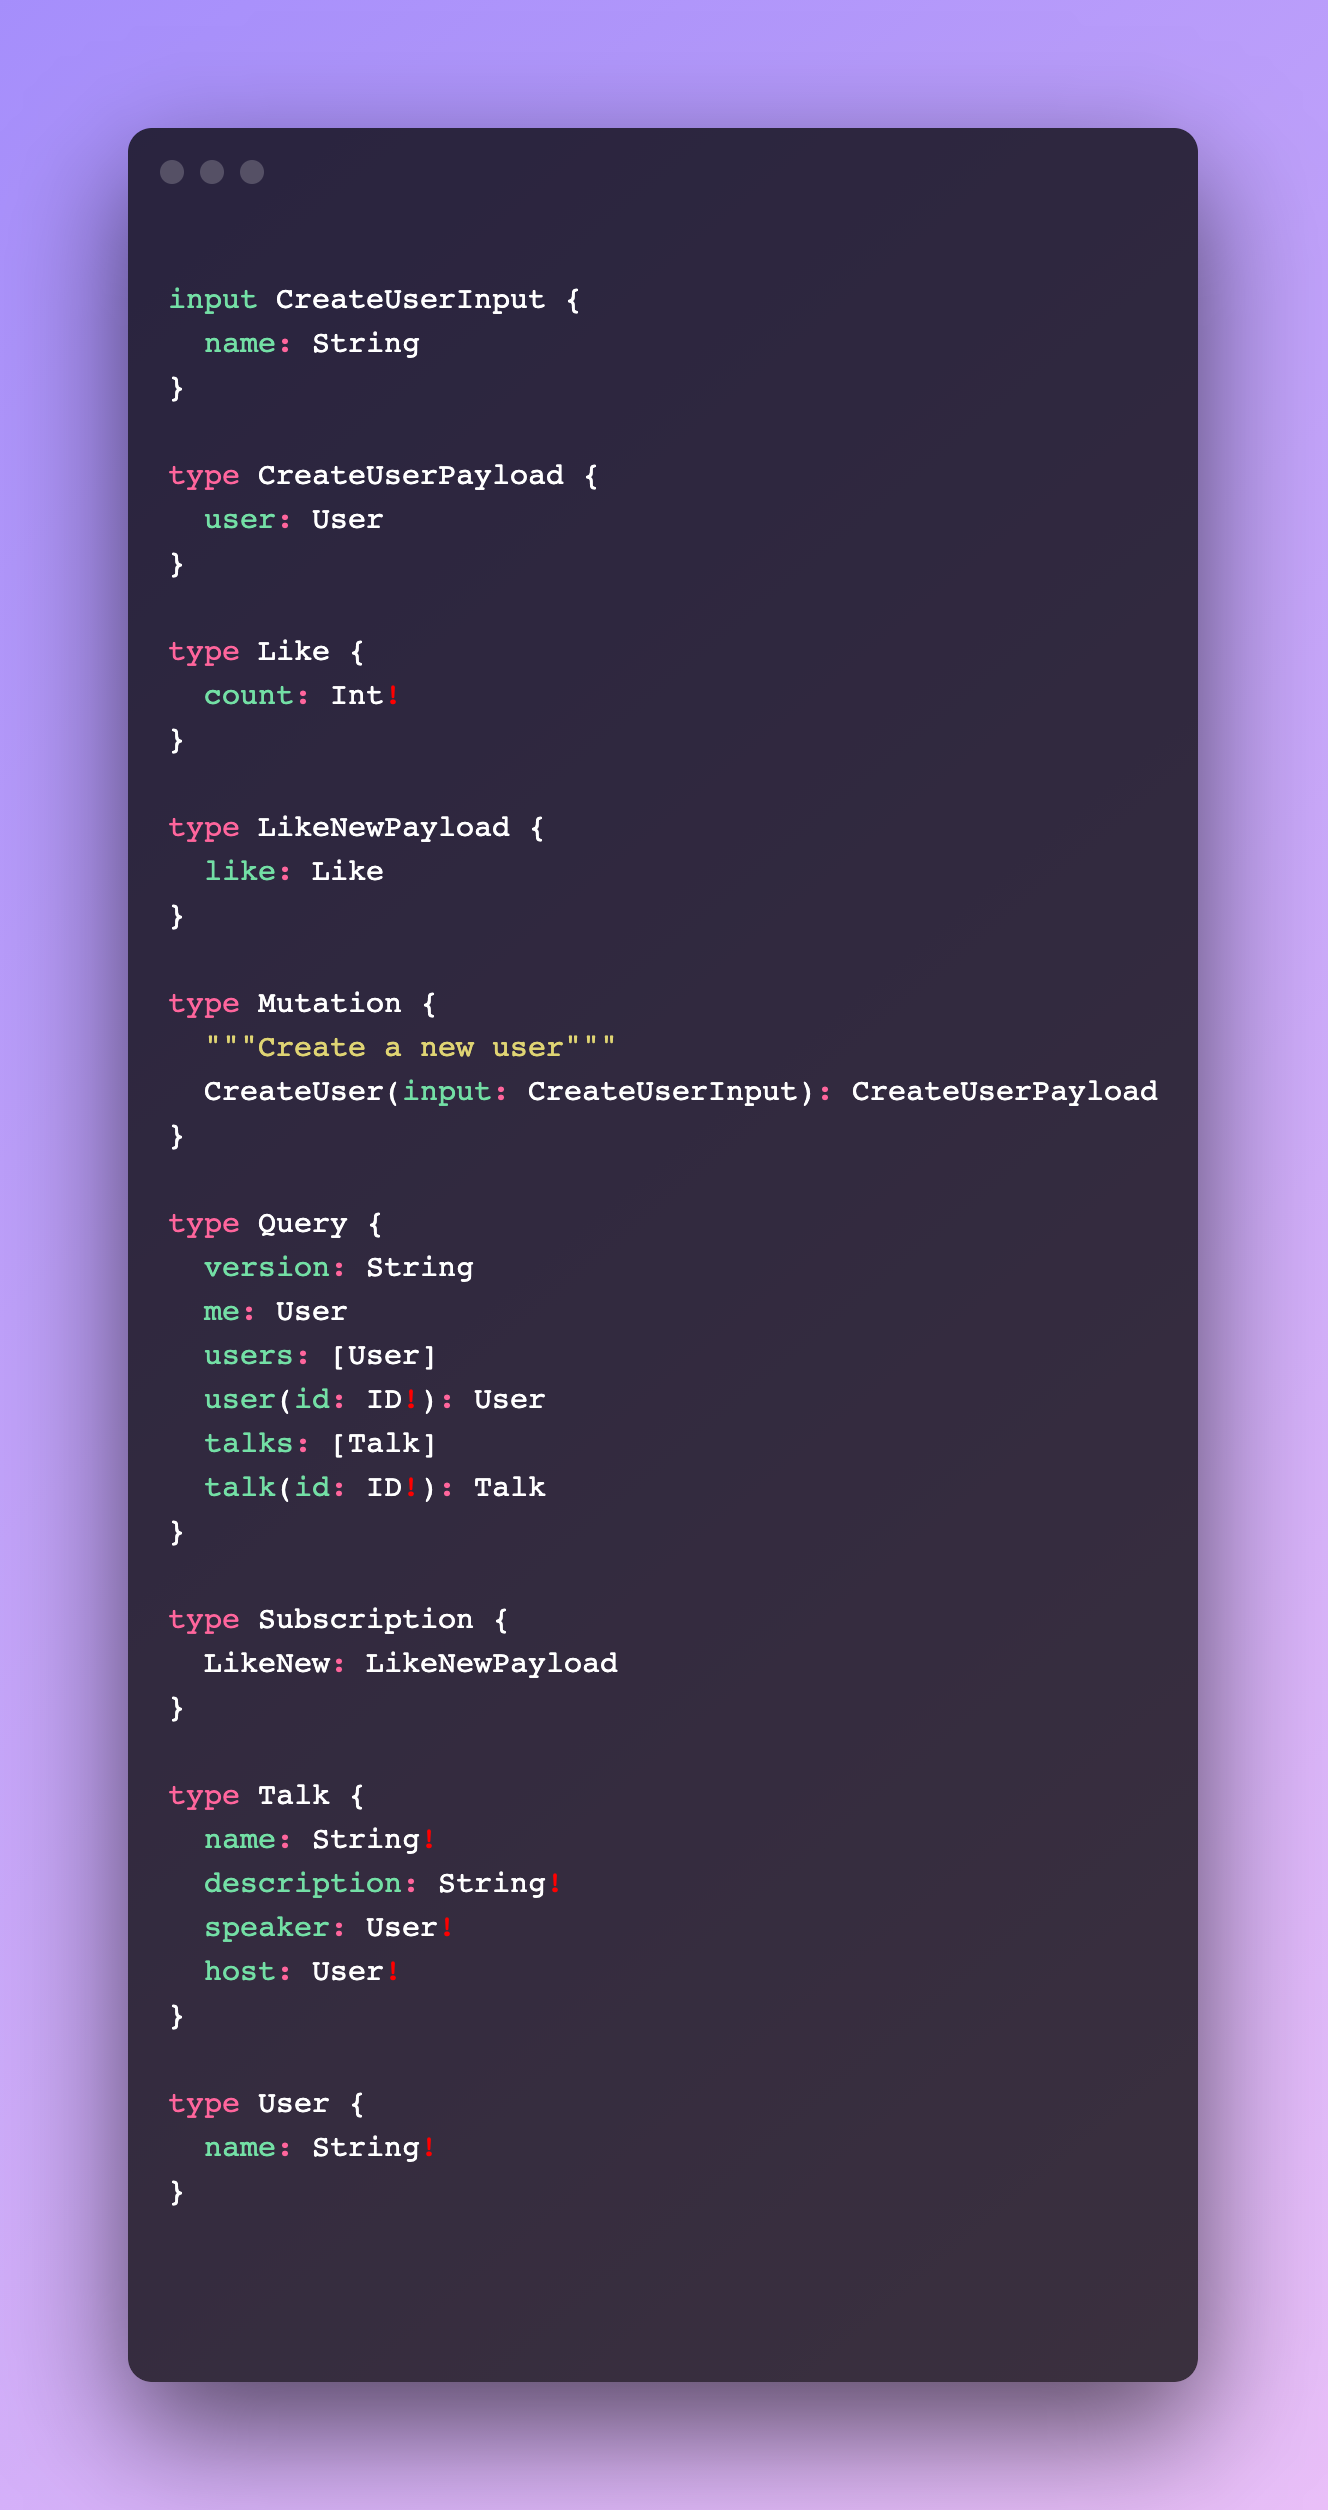 input CreateUserInput {
  name: String
}

type CreateUserPayload {
  user: User
}

type Like {
  count: Int!
}

type LikeNewPayload {
  like: Like
}

type Mutation {
  """Create a new user"""
  CreateUser(input: CreateUserInput): CreateUserPayload
}

type Query {
  version: String
  me: User
  users: [User]
  user(id: ID!): User
  talks: [Talk]
  talk(id: ID!): Talk
}

type Subscription {
  LikeNew: LikeNewPayload
}

type Talk {
  name: String!
  description: String!
  speaker: User!
  host: User!
}

type User {
  name: String!
}